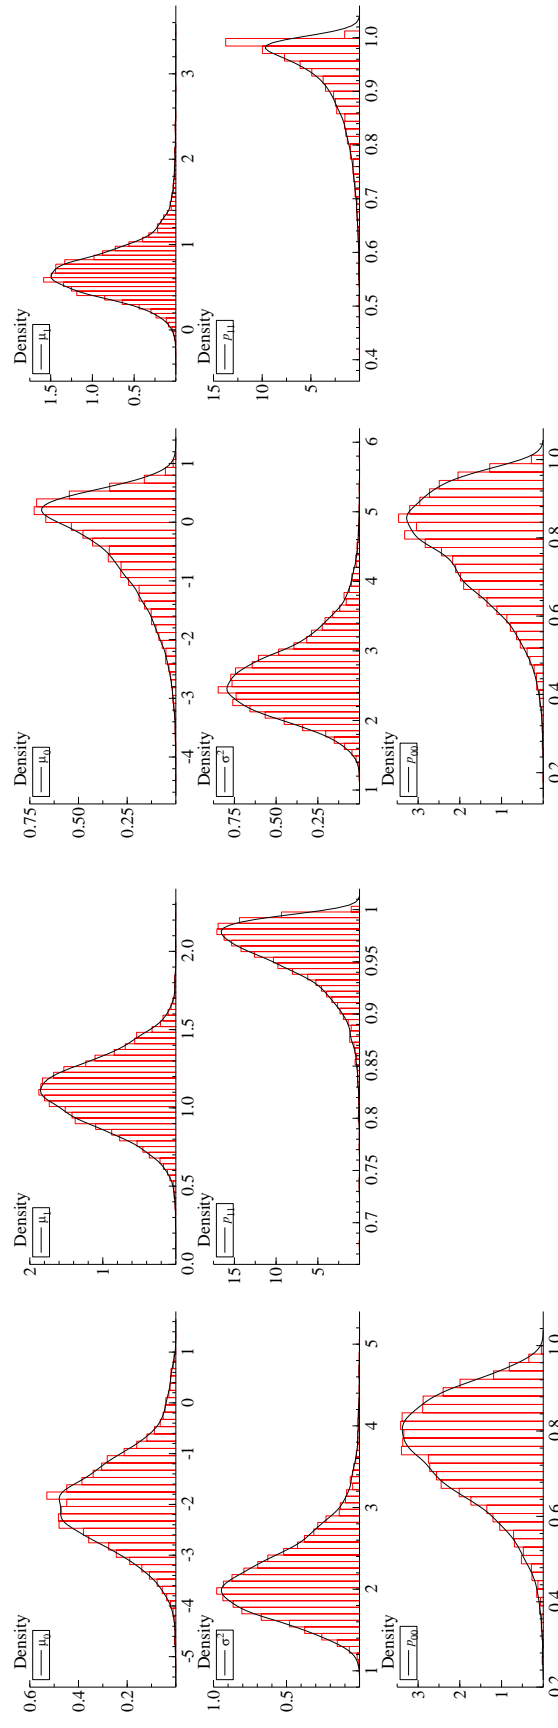 Density
μ₀
0.6
0.4
0.2
-5 -4 -3 -2 -1 0 1
Density
μ₁
2
1
0.0 0.5 1.0 1.5 2.0
Density
μ₀
0.75
0.50
0.25
-4 -3 -2 -1 0 1
Density
μ₁
1.5
1.0
0.5
0 1 2 3
Density
σ²
1.0
0.5
1 2 3 4 5
Density
p₁₁
15
10
5
0.7 0.75 0.8 0.85 0.9 0.95 1
Density
σ²
0.75
0.50
0.25
1 2 3 4 5 6
Density
p₁₁
15
10
5
0.4 0.5 0.6 0.7 0.8 0.9 1.0
Density
p₀₀
3
2
1
0.2 0.4 0.6 0.8 1.0
Density
p₀₀
3
2
1
0.2 0.4 0.6 0.8 1.0